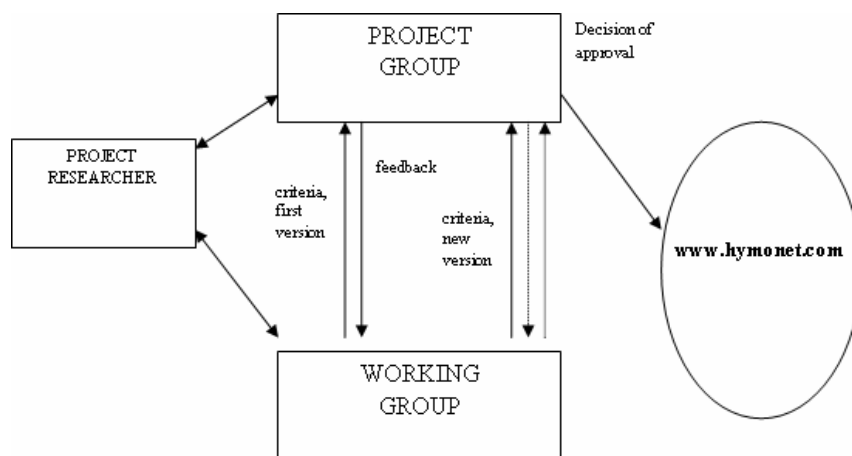 PROJECT
GROUP
Decision of
approval
PROJECT
RESEARCHER
feedback
criteria,
first
version
criteria,
new
version
www.hymonet.com
WORKING
GROUP